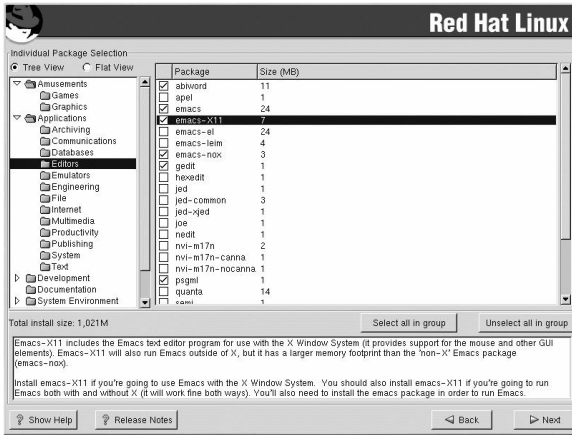 Red Hat Linux
Individual Package Selection
Tree View Flat View
Amusements
Games
Graphics
Applications
Archiving
Communications
Databases
Editors
Emulators
Engineering
File
Internet
Multimedia
Productivity
Publishing
System
Text
Development
Documentation
System Environment
Package Size (MB)
abiword 11
apel 1
emacs 24
emacs-X11 7
emacs-el 24
emacs-leim 4
emacs-nox 3
gedit 1
hexedit 1
jed 1
jed-common 3
jed-xjed 1
joe 1
nedit 1
nvi-m17n 2
nvi-m17n-canna 1
nvi-m17n-nocanna 1
psgml 1
quanta 14
semi 1
Total install size: 1,021M
Select all in group Unselect all in group
Emacs-X11 includes the Emacs text editor program for use with the X Window System (it provides support for the mouse and other GUI
elements). Emacs-X11 will also run Emacs outside of X, but it has a larger memory footprint than the 'non-X' Emacs package
(emacs-nox).
Install emacs-X11 if you're going to use Emacs with the X Window System. You should also install emacs-X11 if you're going to run
Emacs both with and without X (it will work fine both ways). You'll also need to install the emacs package in order to run Emacs.
? Show Help ? Release Notes Back Next